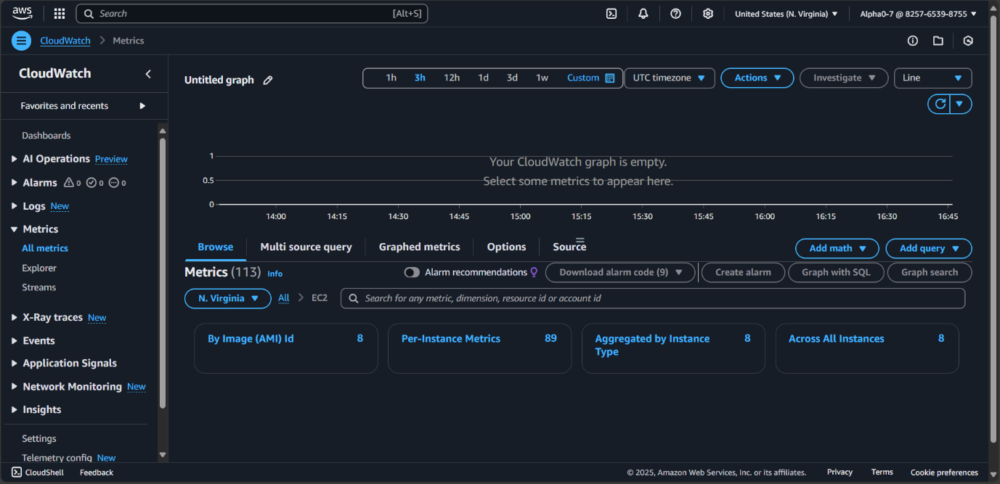 aws
Search [Alt+S]
United States (N. Virginia)
Alpha0-7 @ 8257-6539-8755
CloudWatch > Metrics
CloudWatch
Favorites and recents
Dashboards
AI Operations Preview
Alarms 0 0 0
Logs New
Metrics
All metrics
Explorer
Streams
X-Ray traces New
Events
Application Signals
Network Monitoring New
Insights
Settings
Telemetry config New
Untitled graph
1h 3h 12h 1d 3d 1w Custom
UTC timezone
Actions
Investigate
Line
1
0.5
0
Your CloudWatch graph is empty.
Select some metrics to appear here.
14:00 14:15 14:30 14:45 15:00 15:15 15:30 15:45 16:00 16:15 16:30 16:45
Browse
Multi source query
Graphed metrics
Options
Source
Add math
Add query
Metrics (113) Info
Alarm recommendations
Download alarm code (9)
Create alarm
Graph with SQL
Graph search
N. Virginia
All > EC2
Search for any metric, dimension, resource id or account id
By Image (AMI) Id 8
Per-Instance Metrics 89
Aggregated by Instance 8
Type
Across All Instances 8
CloudShell
Feedback
© 2025, Amazon Web Services, Inc. or its affiliates.
Privacy
Terms
Cookie preferences